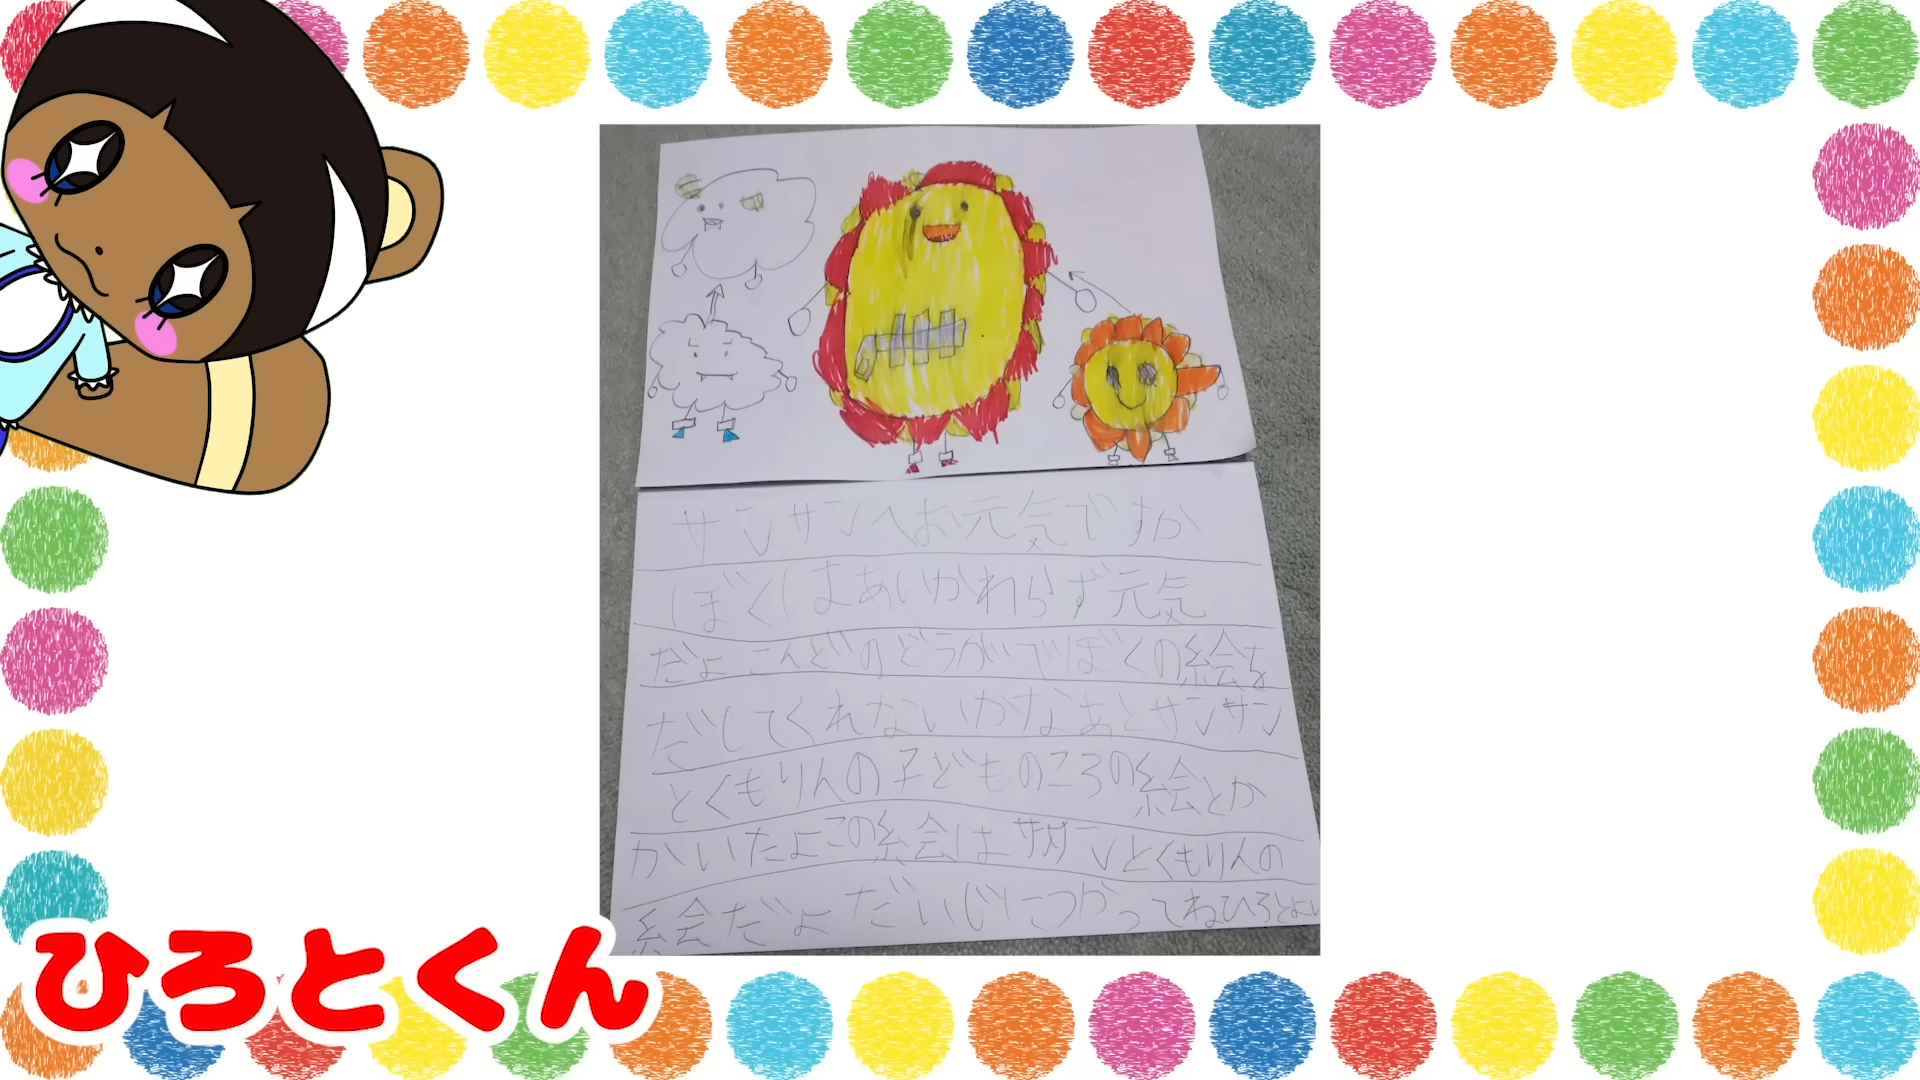 サンサンへお元気ですか
ぼくはあいかわらず元気
だよ こんどのどうがでぼくの絵を
だしてくれないかなあとサンサン
とくもりんの子どものころの絵とか
かいたよこの絵は サンサンとくもりんの
絵だよ だいじにつかってねひろとより
ひろとくん